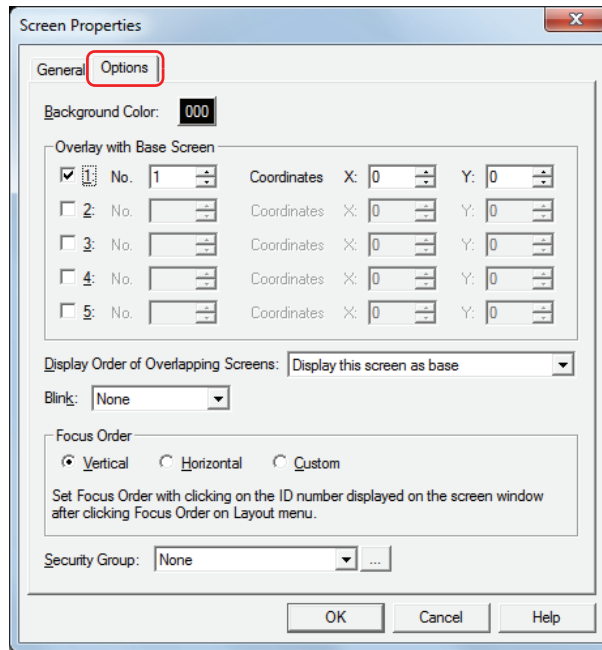 Screen Properties
General Options
Background Color: 000
Overlay with Base Screen
1: No. 1 Coordinates X: 0 Y: 0
2: No. Coordinates X: 0 Y: 0
3: No. Coordinates X: 0 Y: 0
4: No. Coordinates X: 0 Y: 0
5: No. Coordinates X: 0 Y: 0
Display Order of Overlapping Screens: Display this screen as base
Blink: None
Focus Order
Vertical Horizontal Custom
Set Focus Order with clicking on the ID number displayed on the screen window
after clicking Focus Order on Layout menu.
Security Group: None ...
OK Cancel Help